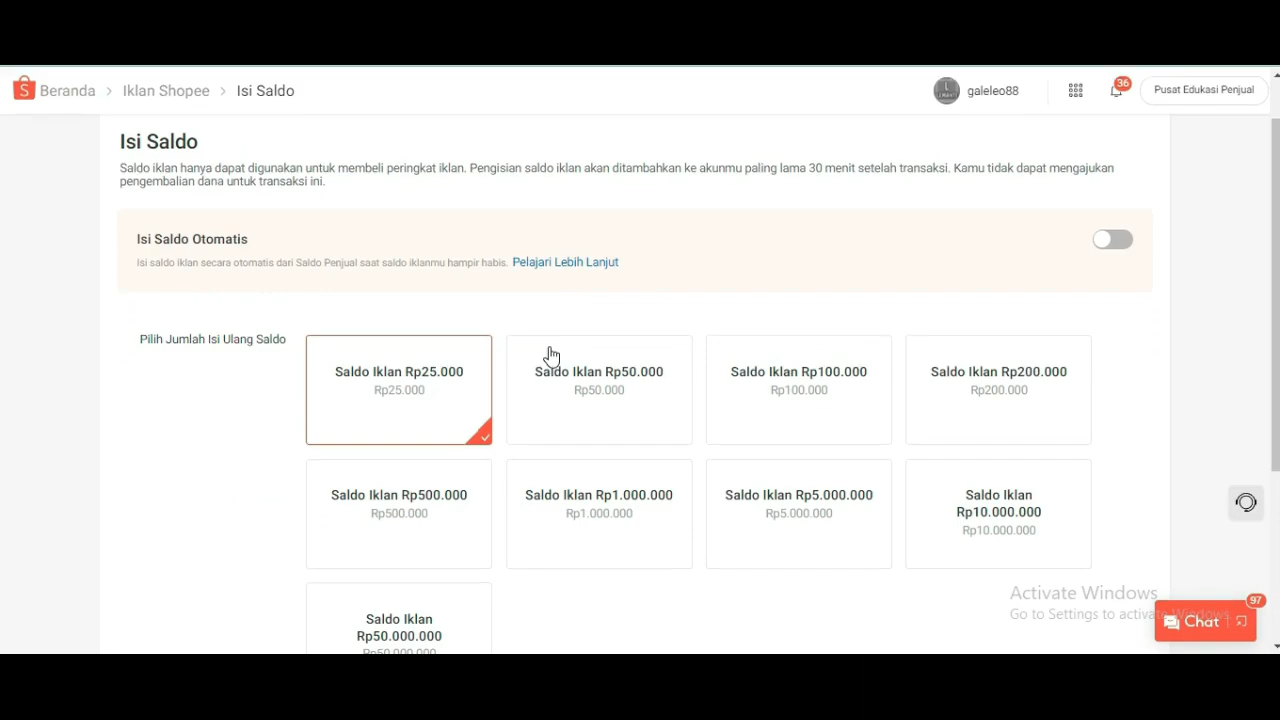 Beranda > Iklan Shopee > Isi Saldo
galeleo88
36
Pusat Edukasi Penjual
Isi Saldo
Saldo iklan hanya dapat digunakan untuk membeli peringkat iklan. Pengisian saldo iklan akan ditambahkan ke akunmu paling lama 30 menit setelah transaksi. Kamu tidak dapat mengajukan
pengembalian dana untuk transaksi ini.
Isi Saldo Otomatis
Isi saldo iklan secara otomatis dari Saldo Penjual saat saldo iklanmu hampir habis. Pelajari Lebih Lanjut
Pilih Jumlah Isi Ulang Saldo
Saldo Iklan Rp25.000
Rp25.000
Saldo Iklan Rp50.000
Rp50.000
Saldo Iklan Rp100.000
Rp100.000
Saldo Iklan Rp200.000
Rp200.000
Saldo Iklan Rp500.000
Rp500.000
Saldo Iklan Rp1.000.000
Rp1.000.000
Saldo Iklan Rp5.000.000
Rp5.000.000
Saldo Iklan
Rp10.000.000
Rp10.000.000
Saldo Iklan
Rp50.000.000
Rp50.000.000
Activate Windows
Go to Settings to activate Windows.
97
Chat